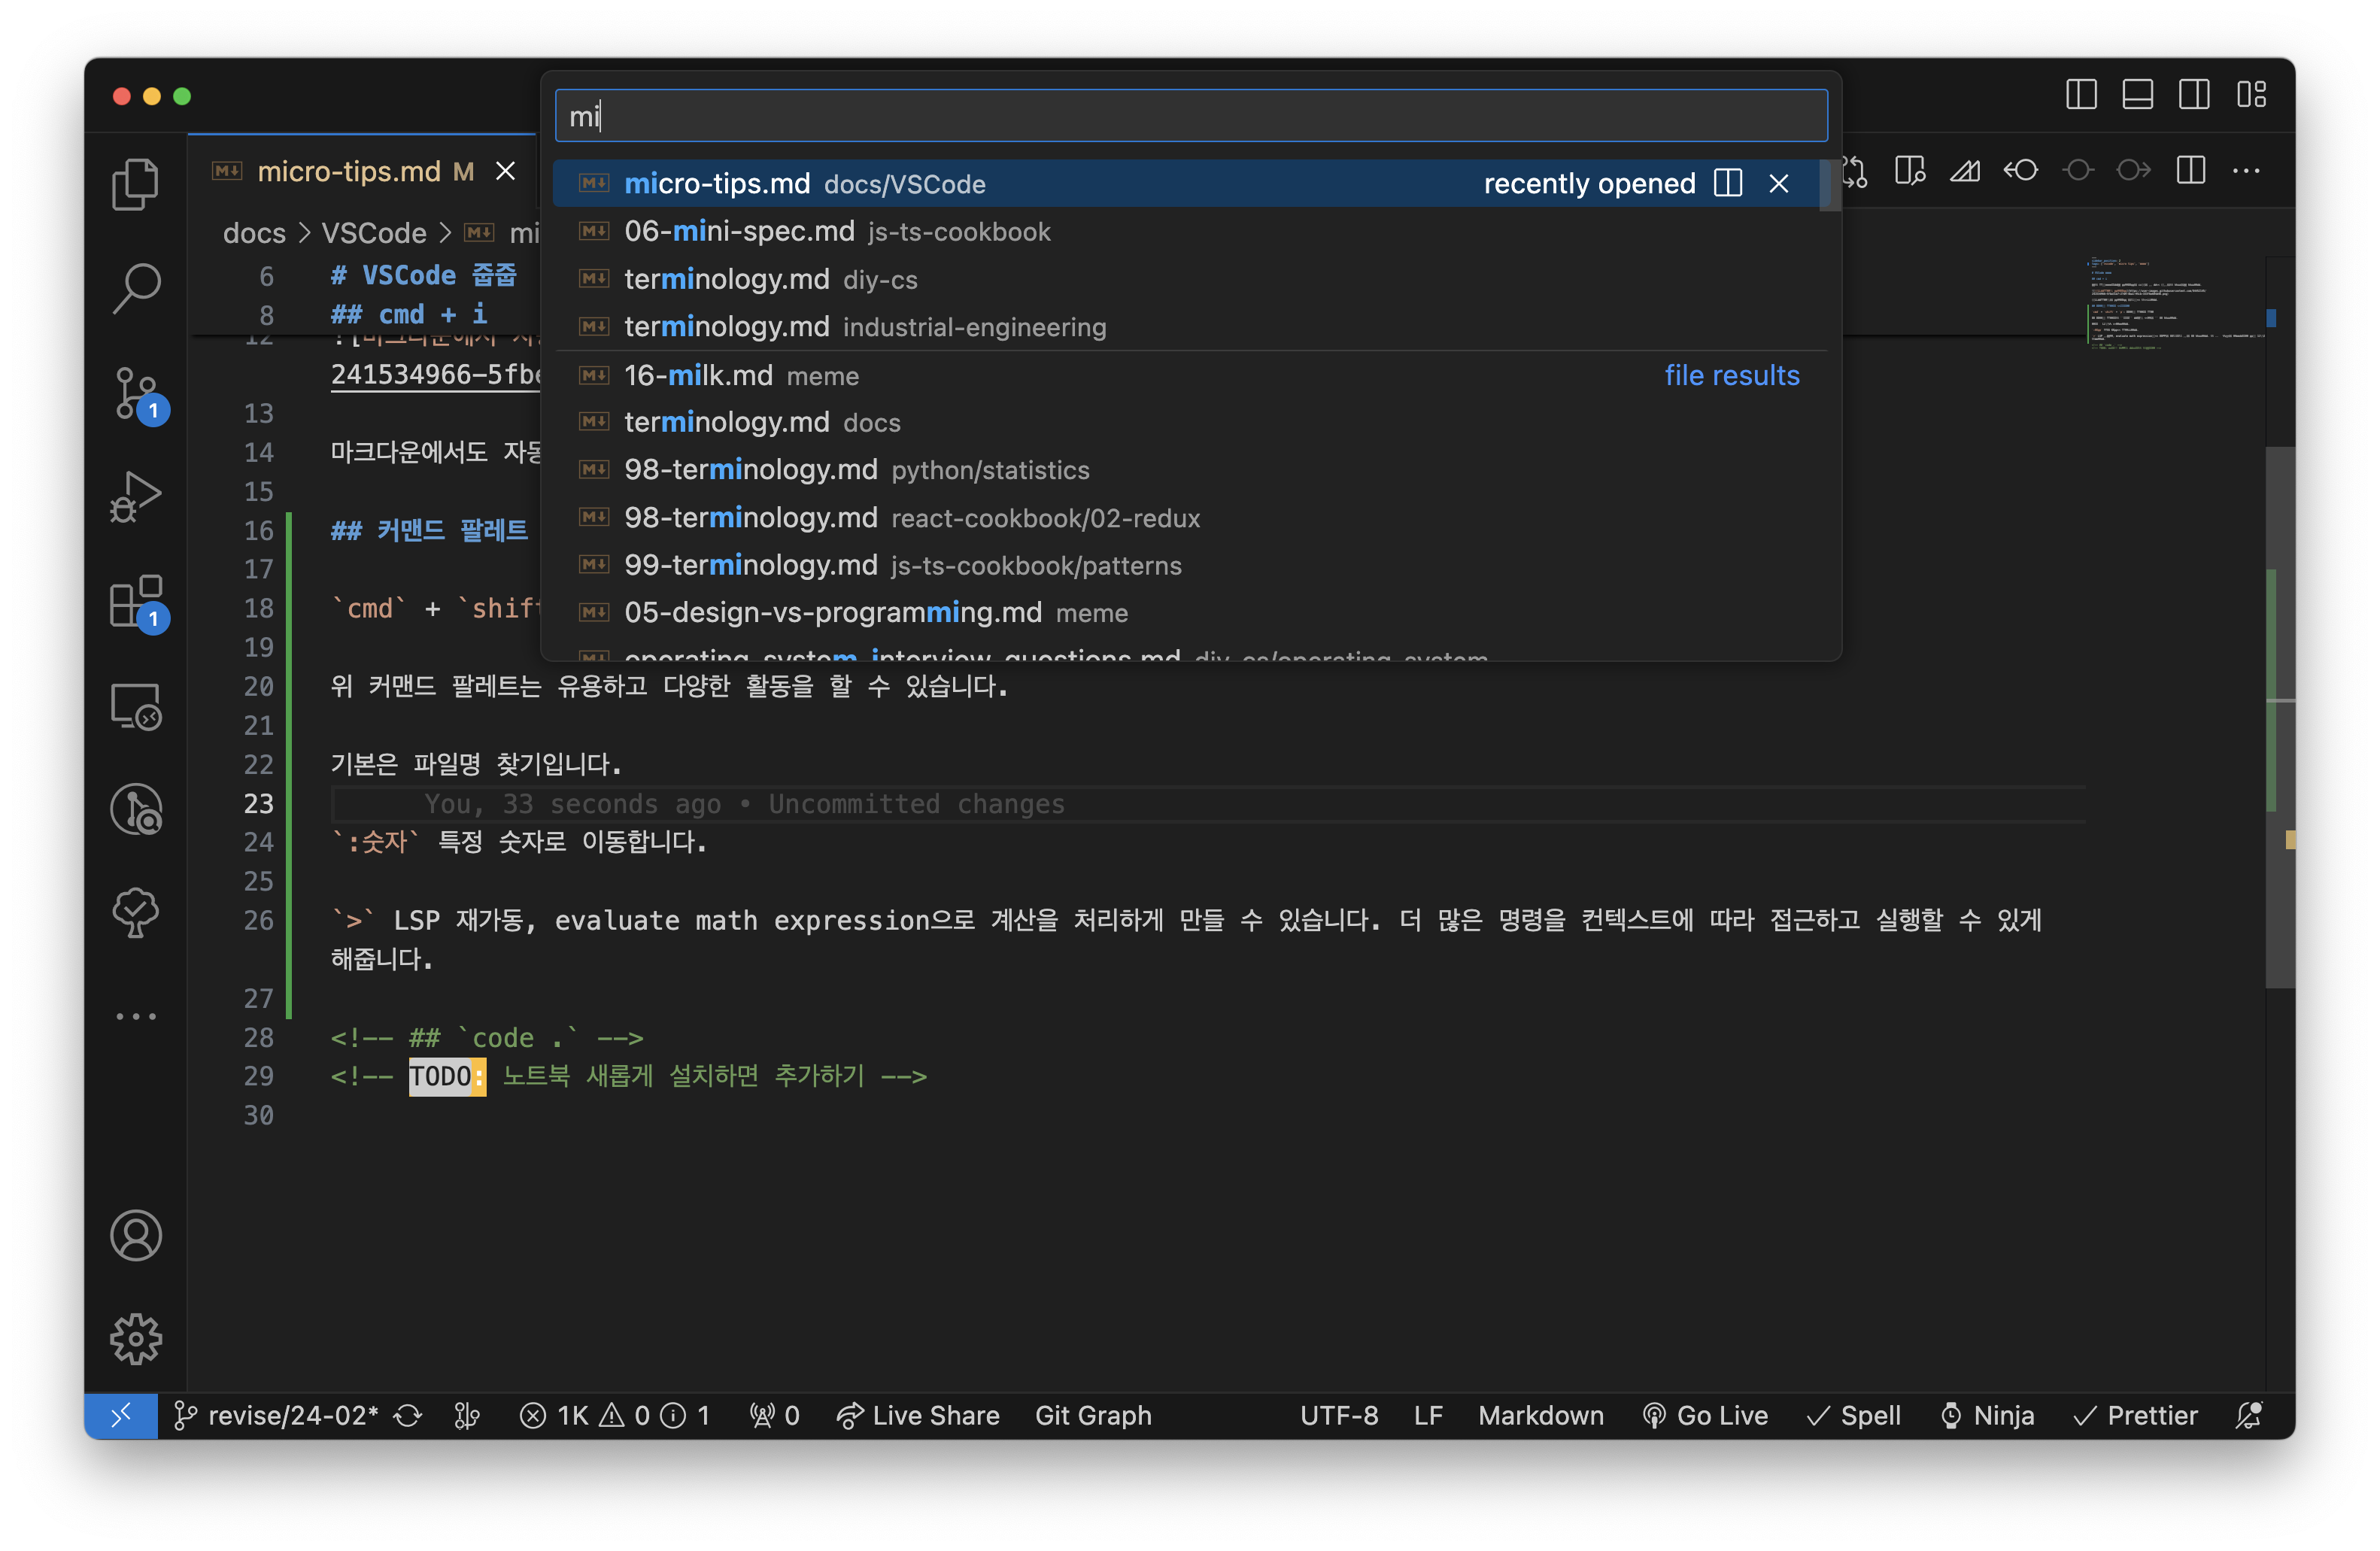 mi
micro-tips.md M
micro-tips.md docs/VSCode recently opened
06-mini-spec.md js-ts-cookbook
terminology.md diy-cs
terminology.md industrial-engineering
16-milk.md meme file results
terminology.md docs
98-terminology.md python/statistics
98-terminology.md react-cookbook/02-redux
99-terminology.md js-ts-cookbook/patterns
05-design-vs-programming.md meme
operating_system_interview_questions.md diy-cs/operating_system
docs > VSCode > mi
6 # VSCode 줍줍
8 ## cmd + i
12
241534966-5fbe
13
14 마크다운에서도 자동
15
16 ## 커맨드 팔레트
17
18 `cmd` + `shift
19
20 위 커맨드 팔레트는 유용하고 다양한 활동을 할 수 있습니다.
21
22 기본은 파일명 찾기입니다.
23 You, 33 seconds ago • Uncommitted changes
24 `:숫자` 특정 숫자로 이동합니다.
25
26 `>` LSP 재가동, evaluate math expression으로 계산을 처리하게 만들 수 있습니다. 더 많은 명령을 컨텍스트에 따라 접근하고 실행할 수 있게
해줍니다.
27
28 <!-- ## `code .` -->
29 <!-- TODO: 노트북 새롭게 설치하면 추가하기 -->
30
1
1
revise/24-02* 1K 0 1 0 Live Share Git Graph UTF-8 LF Markdown Go Live Spell Ninja Prettier